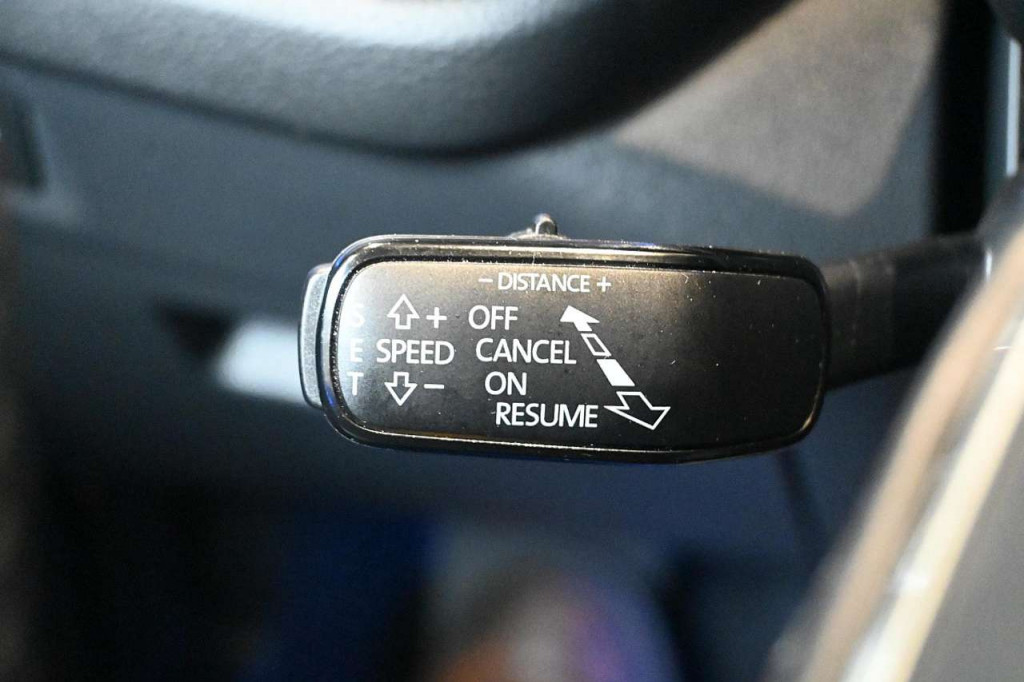 - DISTANCE +
S + OFF
E SPEED CANCEL
T - ON
RESUME